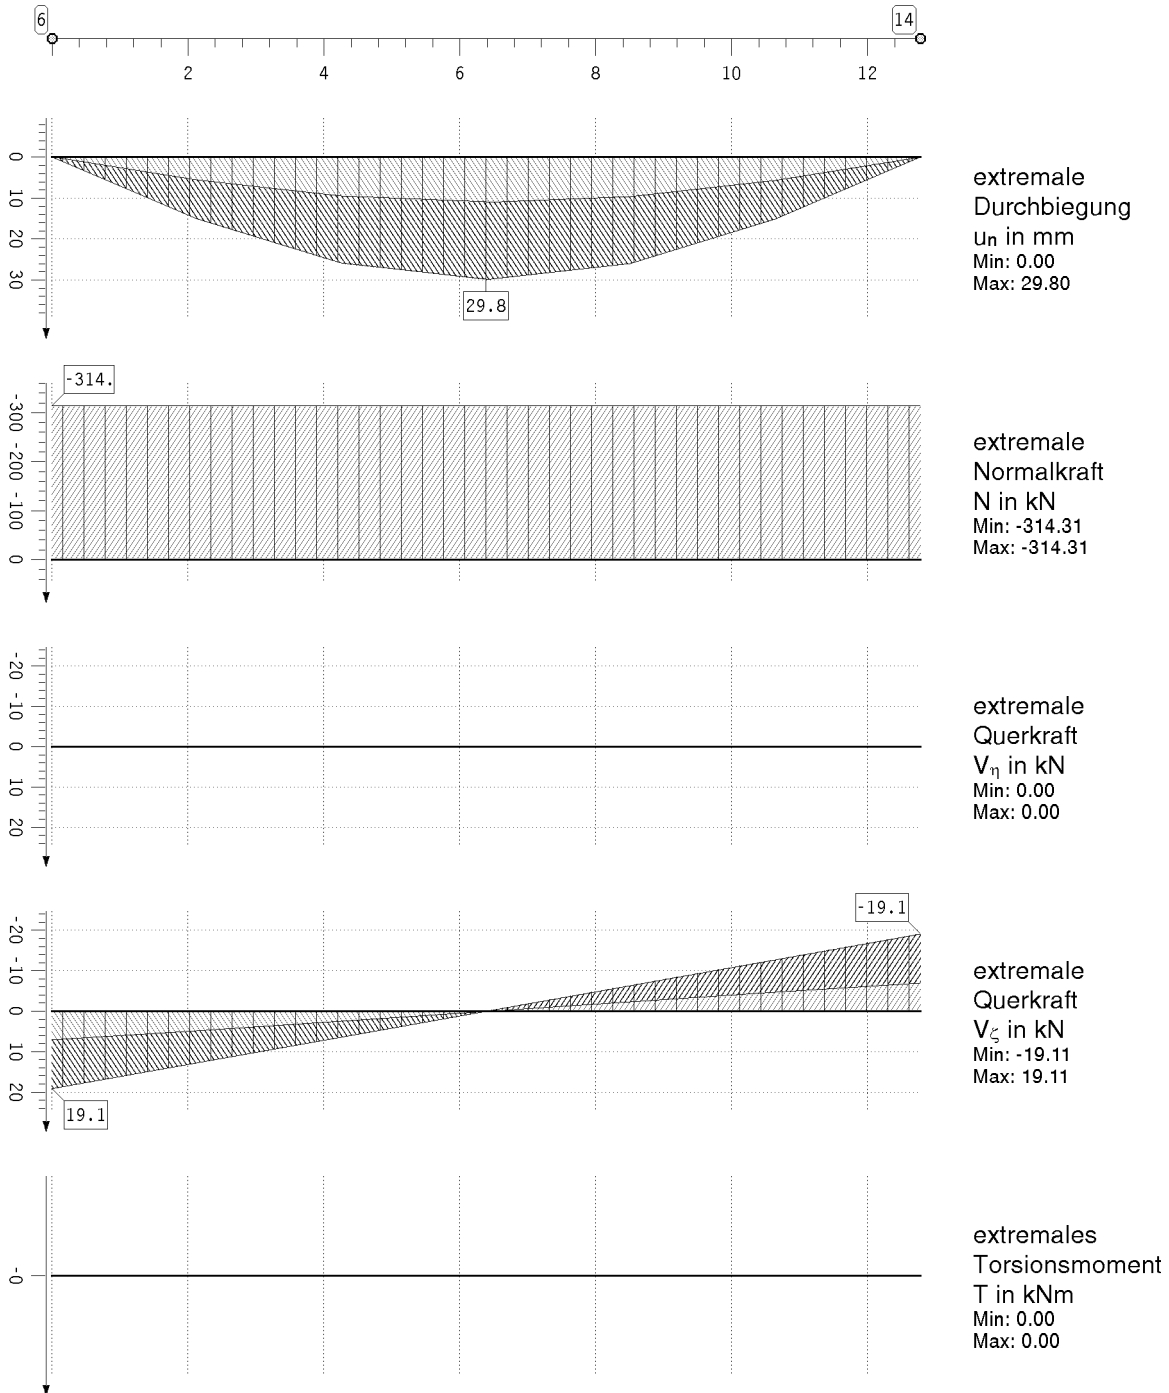 6
14
2 4 6 8 10 12
0
10
20
30
29.8
extremale
Durchbiegung
un in mm
Min: 0.00
Max: 29.80
-314.
-300
-200
-100
0
extremale
Normalkraft
N in kN
Min: -314.31
Max: -314.31
-20
-10
0
10
20
extremale
Querkraft
Vη in kN
Min: 0.00
Max: 0.00
-19.1
-20
-10
0
10
20
19.1
extremale
Querkraft
Vζ in kN
Min: -19.11
Max: 19.11
-0
extremales
Torsionsmoment
T in kNm
Min: 0.00
Max: 0.00